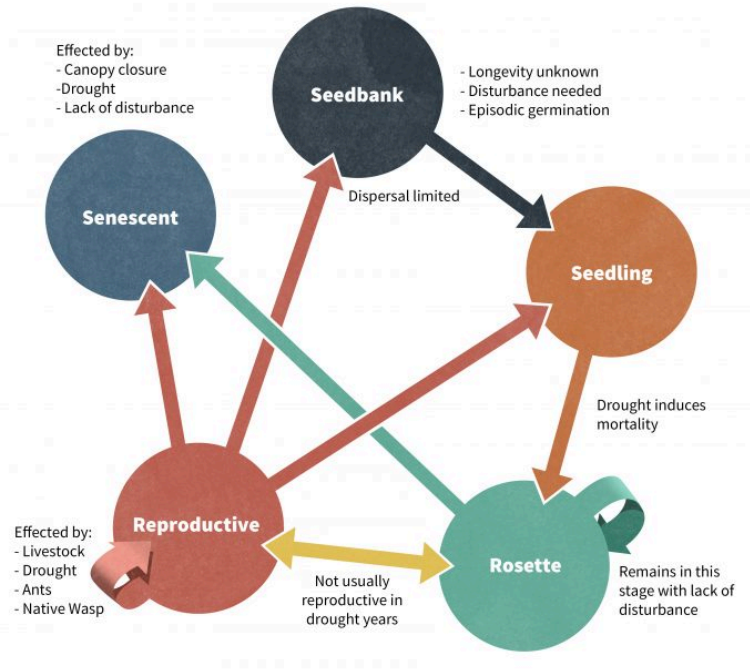 Effected by:
- Canopy closure
-Drought
- Lack of disturbance
Seedbank
- Longevity unknown
- Disturbance needed
- Episodic germination
Dispersal limited
Senescent
Seedling
Drought induces
mortality
Reproductive
Effected by:
- Livestock
- Drought
- Ants
- Native Wasp
Not usually
reproductive in
drought years
Rosette
Remains in this
stage with lack of
disturbance